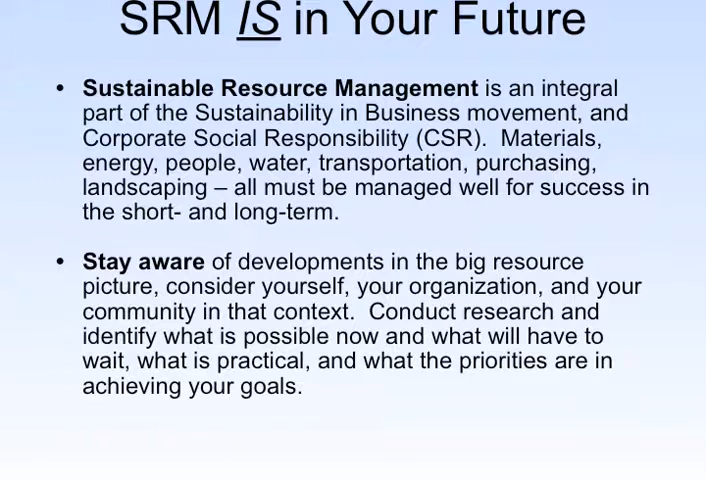 SRM IS in Your Future
• Sustainable Resource Management is an integral
part of the Sustainability in Business movement, and
Corporate Social Responsibility (CSR).  Materials,
energy, people, water, transportation, purchasing,
landscaping – all must be managed well for success in
the short- and long-term.
• Stay aware of developments in the big resource
picture, consider yourself, your organization, and your
community in that context.  Conduct research and
identify what is possible now and what will have to
wait, what is practical, and what the priorities are in
achieving your goals.